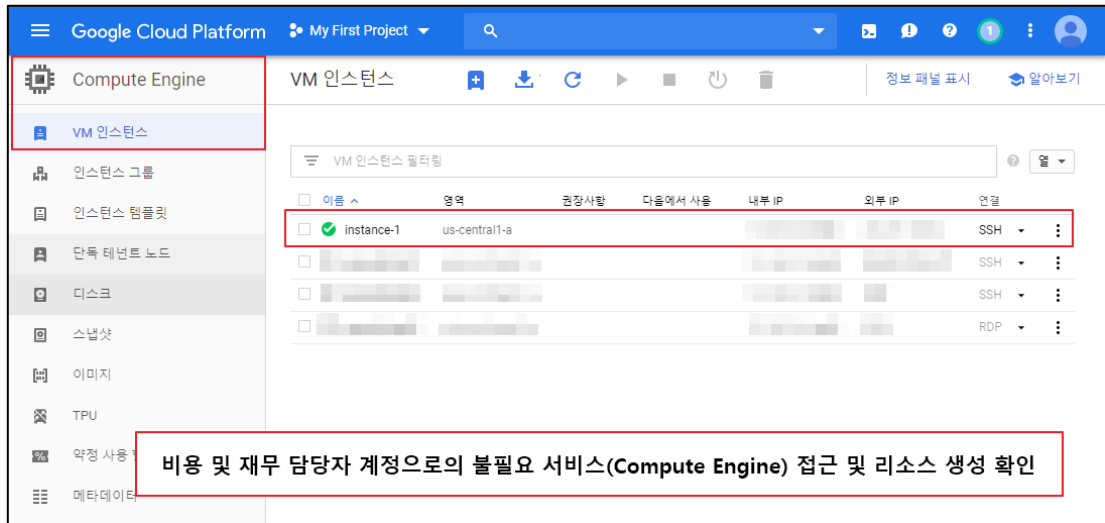 Google Cloud Platform My First Project 1
Compute Engine VM 인스턴스 정보 패널 표시 알아보기
VM 인스턴스
인스턴스 그룹 VM 인스턴스 필터링 열
인스턴스 템플릿 이름 영역 권장사항 다음에서 사용 내부 IP 외부 IP 연결
instance-1 us-central1-a SSH
단독 테넌트 노드
SSH
디스크 SSH
스냅샷 RDP
이미지
TPU
약정 사용
비용 및 재무 담당자 계정으로의 불필요 서비스(Compute Engine) 접근 및 리소스 생성 확인
메타데이터